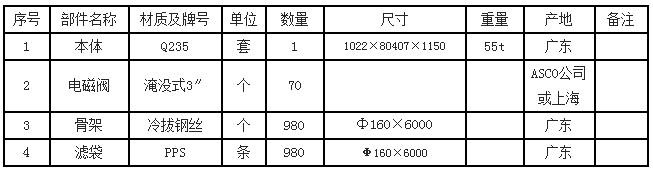 序号 部件名称 材质及牌号 单位 数量 尺寸 重量 产地 备注
1 本体 Q235 套 1 1022×80407×1150 55t 广东
2 电磁阀 淹没式3″ 个 70 ASCO公司或上海
3 骨架 冷拔钢丝 个 980 Φ160×6000 广东
4 滤袋 PPS 条 980 Φ160×6000 广东